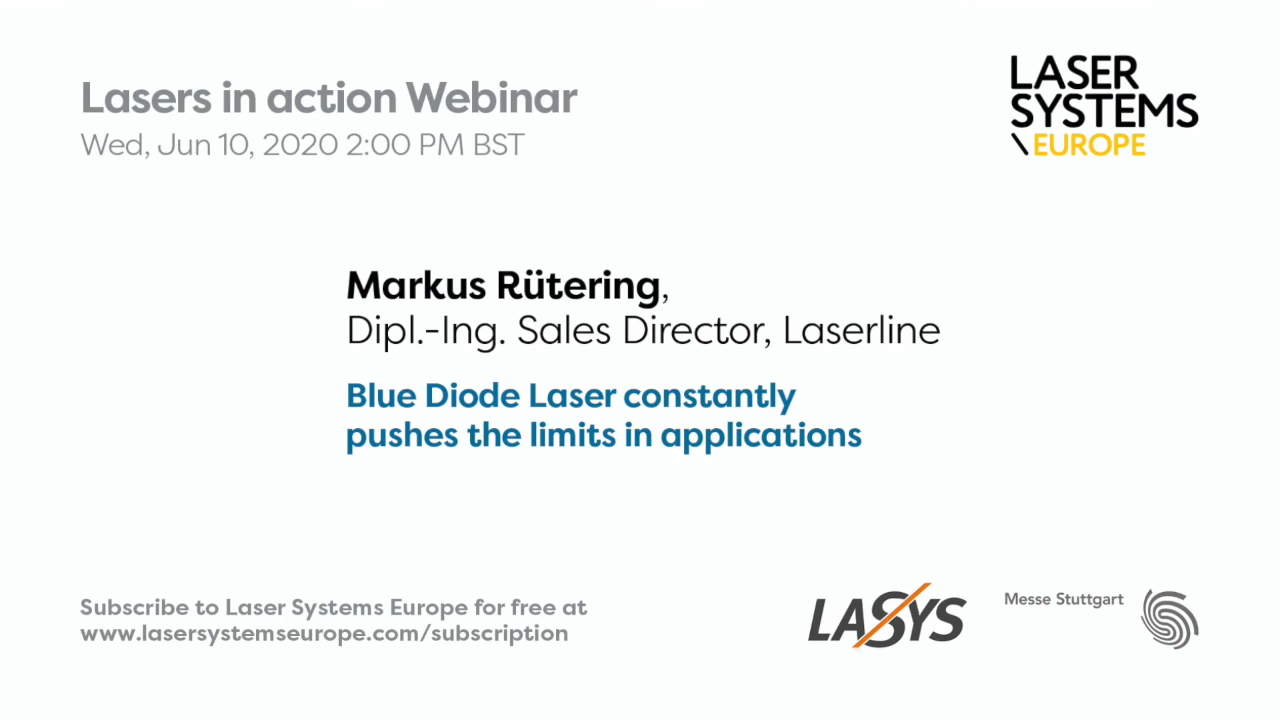 Lasers in action Webinar
Wed, Jun 10, 2020 2:00 PM BST
LASER
SYSTEMS
\EUROPE
Markus Rütering,
Dipl.-Ing. Sales Director, Laserline
Blue Diode Laser constantly
pushes the limits in applications
Subscribe to Laser Systems Europe for free at
www.lasersystemseurope.com/subscription
LASYS
Messe Stuttgart